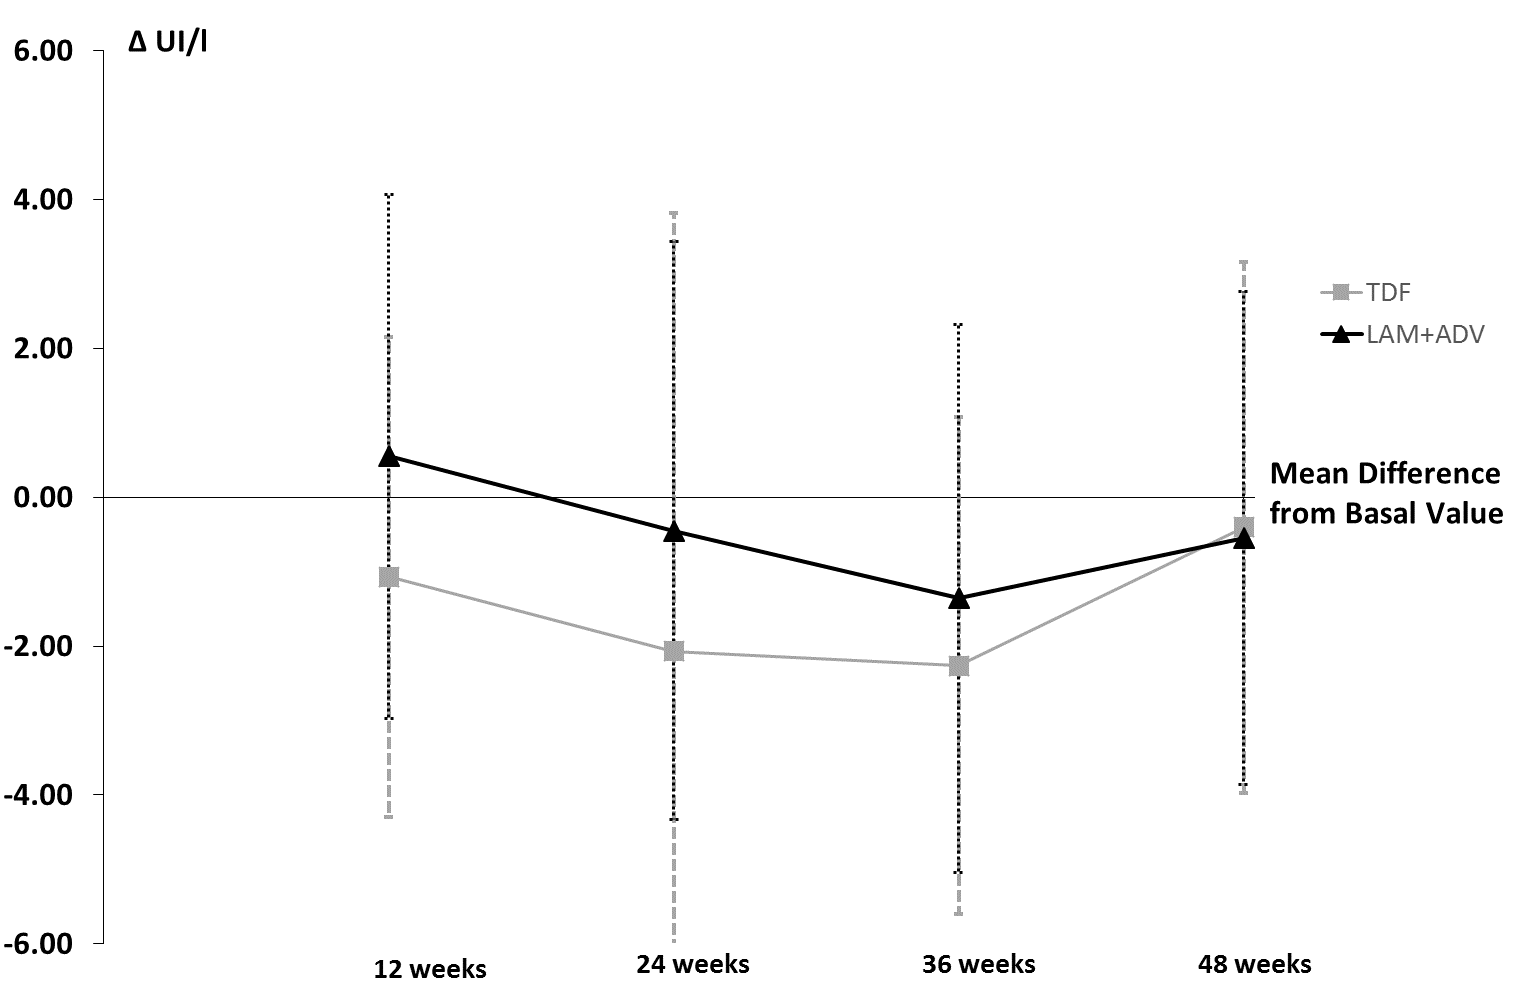 Δ UI/l
6.00
4.00
2.00
0.00
-2.00
-4.00
-6.00
TDF
LAM+ADV
Mean Difference
from Basal Value
12 weeks
24 weeks
36 weeks
48 weeks